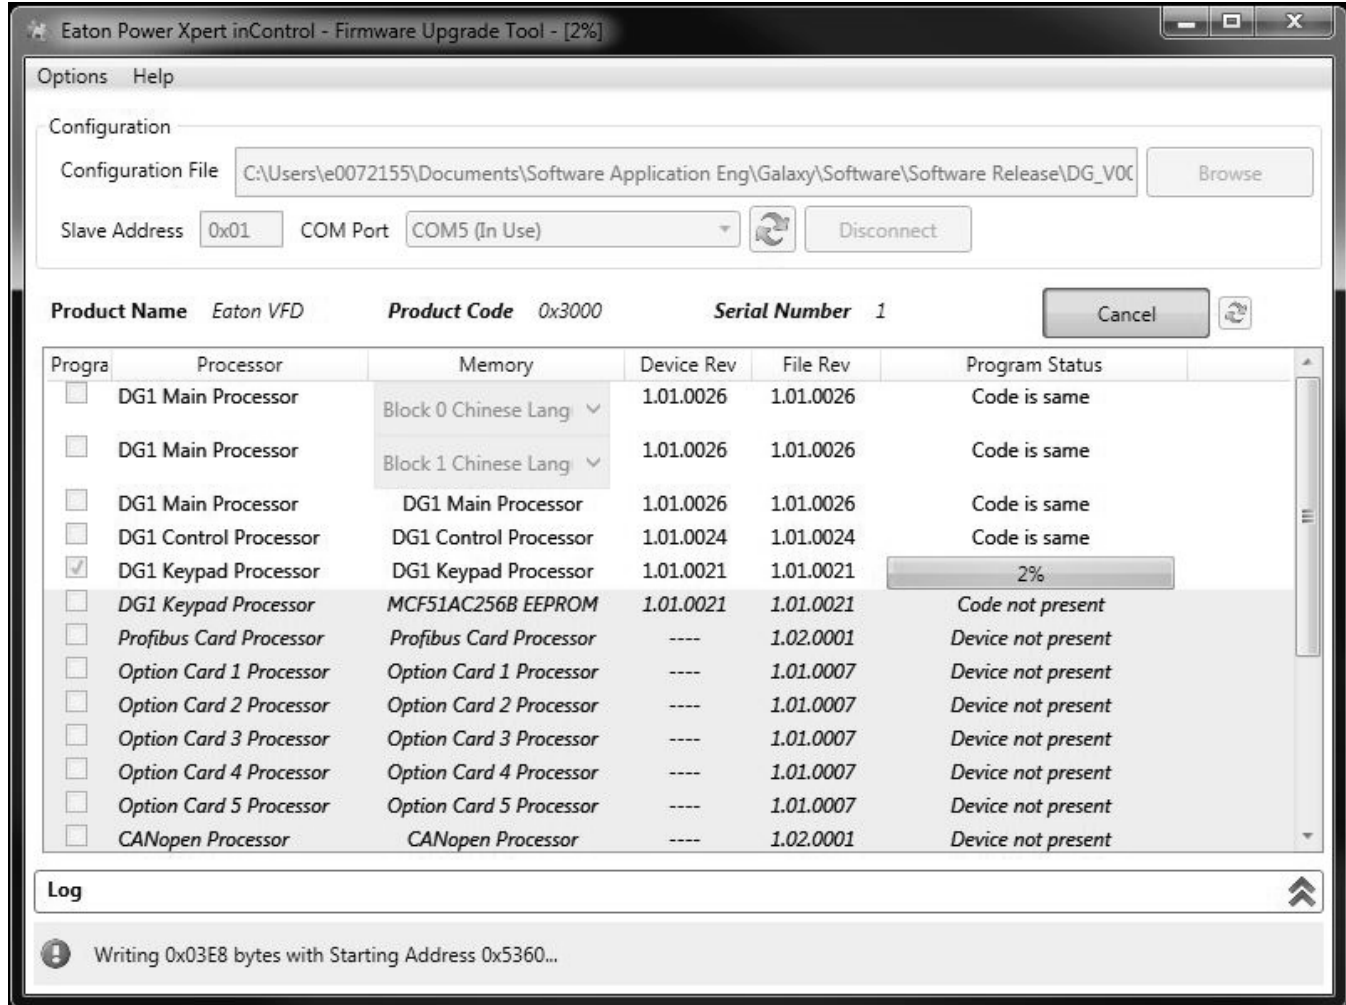 Eaton Power Xpert inControl - Firmware Upgrade Tool - [2%]
Options Help
Configuration
Configuration File C:\Users\e0072155\Documents\Software Application Eng\Galaxy\Software\Software Release\DG_V00 Browse
Slave Address 0x01 COM Port COM5 (In Use) Disconnect
Product Name Eaton VFD Product Code 0x3000 Serial Number 1 Cancel
Progra Processor Memory Device Rev File Rev Program Status
DG1 Main Processor Block 0 Chinese Lang 1.01.0026 1.01.0026 Code is same
DG1 Main Processor Block 1 Chinese Lang 1.01.0026 1.01.0026 Code is same
DG1 Main Processor DG1 Main Processor 1.01.0026 1.01.0026 Code is same
DG1 Control Processor DG1 Control Processor 1.01.0024 1.01.0024 Code is same
DG1 Keypad Processor DG1 Keypad Processor 1.01.0021 1.01.0021 2%
DG1 Keypad Processor MCF51AC256B EEPROM 1.01.0021 1.01.0021 Code not present
Profibus Card Processor Profibus Card Processor ---- 1.02.0001 Device not present
Option Card 1 Processor Option Card 1 Processor ---- 1.01.0007 Device not present
Option Card 2 Processor Option Card 2 Processor ---- 1.01.0007 Device not present
Option Card 3 Processor Option Card 3 Processor ---- 1.01.0007 Device not present
Option Card 4 Processor Option Card 4 Processor ---- 1.01.0007 Device not present
Option Card 5 Processor Option Card 5 Processor ---- 1.01.0007 Device not present
CANopen Processor CANopen Processor ---- 1.02.0001 Device not present
Log
Writing 0x03E8 bytes with Starting Address 0x5360...